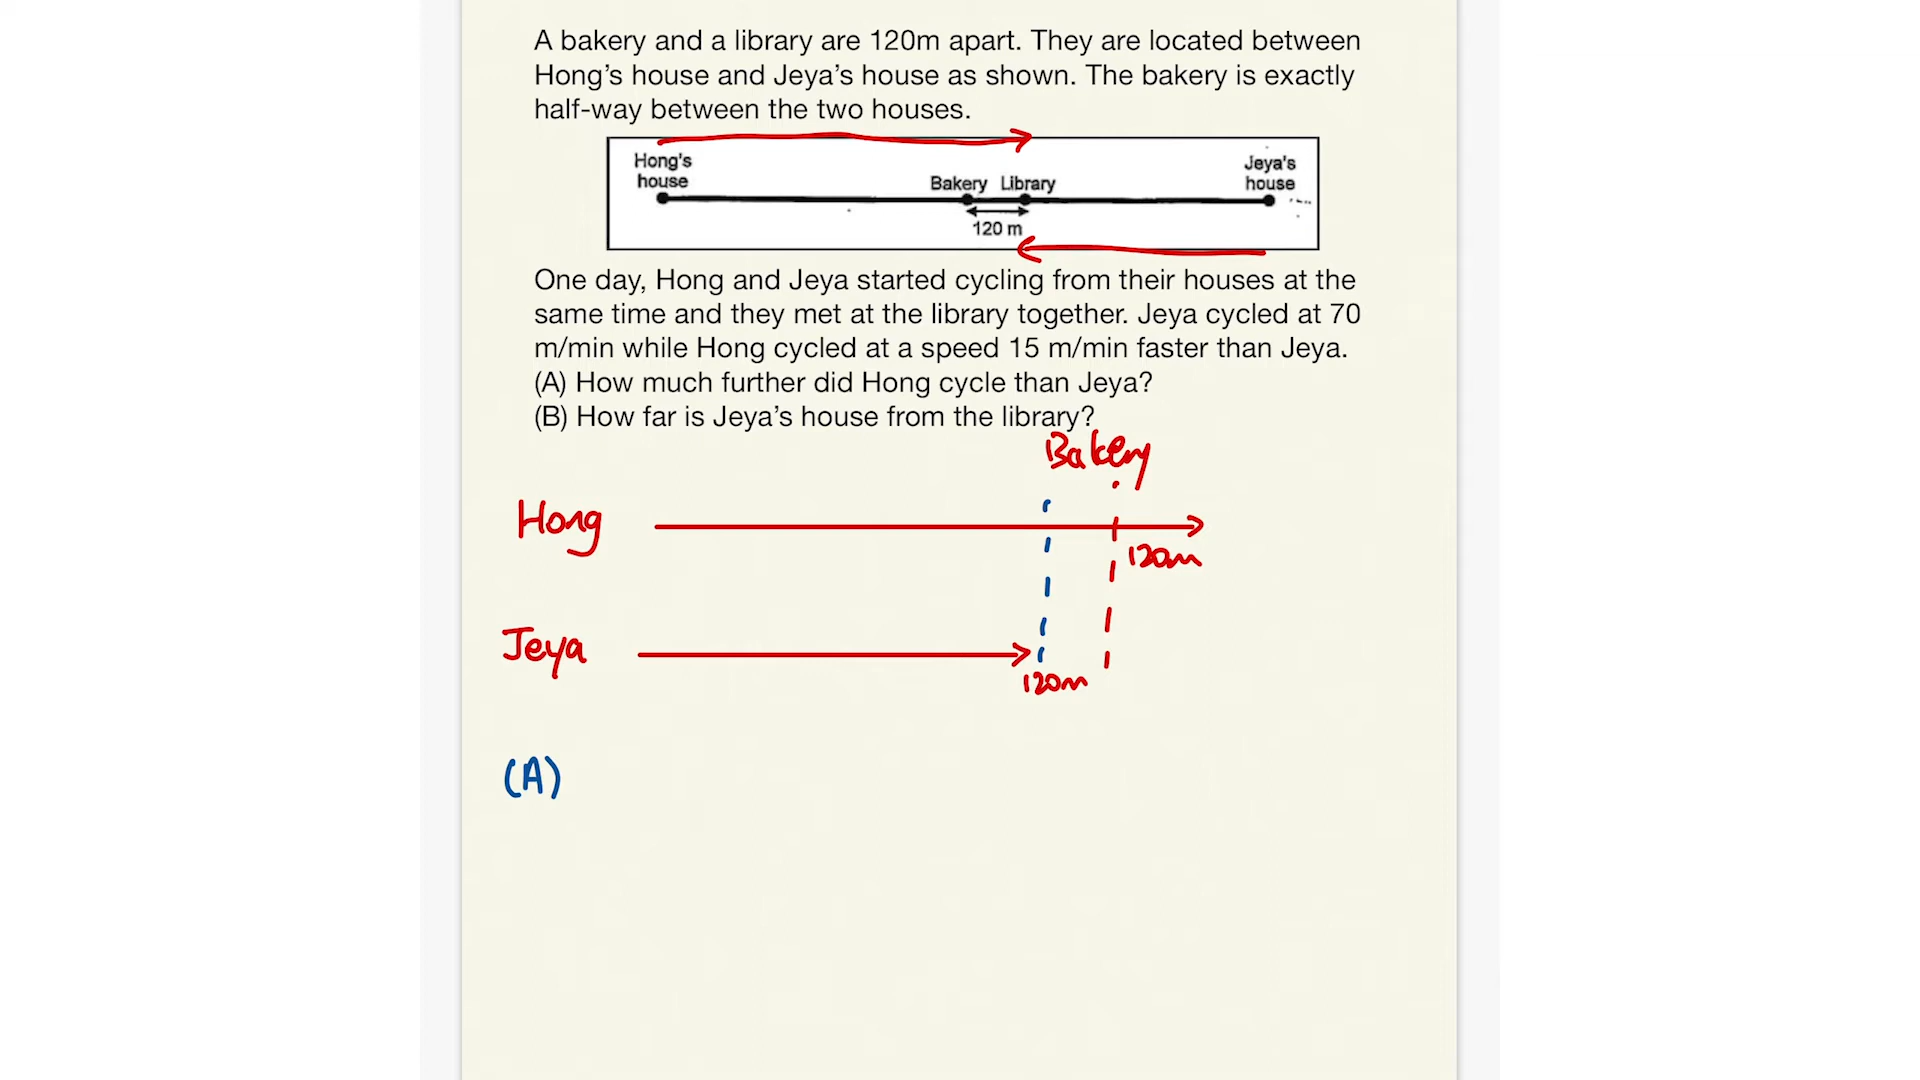 A bakery and a library are 120m apart. They are located between
Hong’s house and Jeya’s house as shown. The bakery is exactly
half-way between the two houses.
Hong's
house
Bakery
Library
Jeya's
house
120 m
One day, Hong and Jeya started cycling from their houses at the
same time and they met at the library together. Jeya cycled at 70
m/min while Hong cycled at a speed 15 m/min faster than Jeya.
(A) How much further did Hong cycle than Jeya?
(B) How far is Jeya’s house from the library?
Bakery
Hong
120m
Jeya
120m
(A)